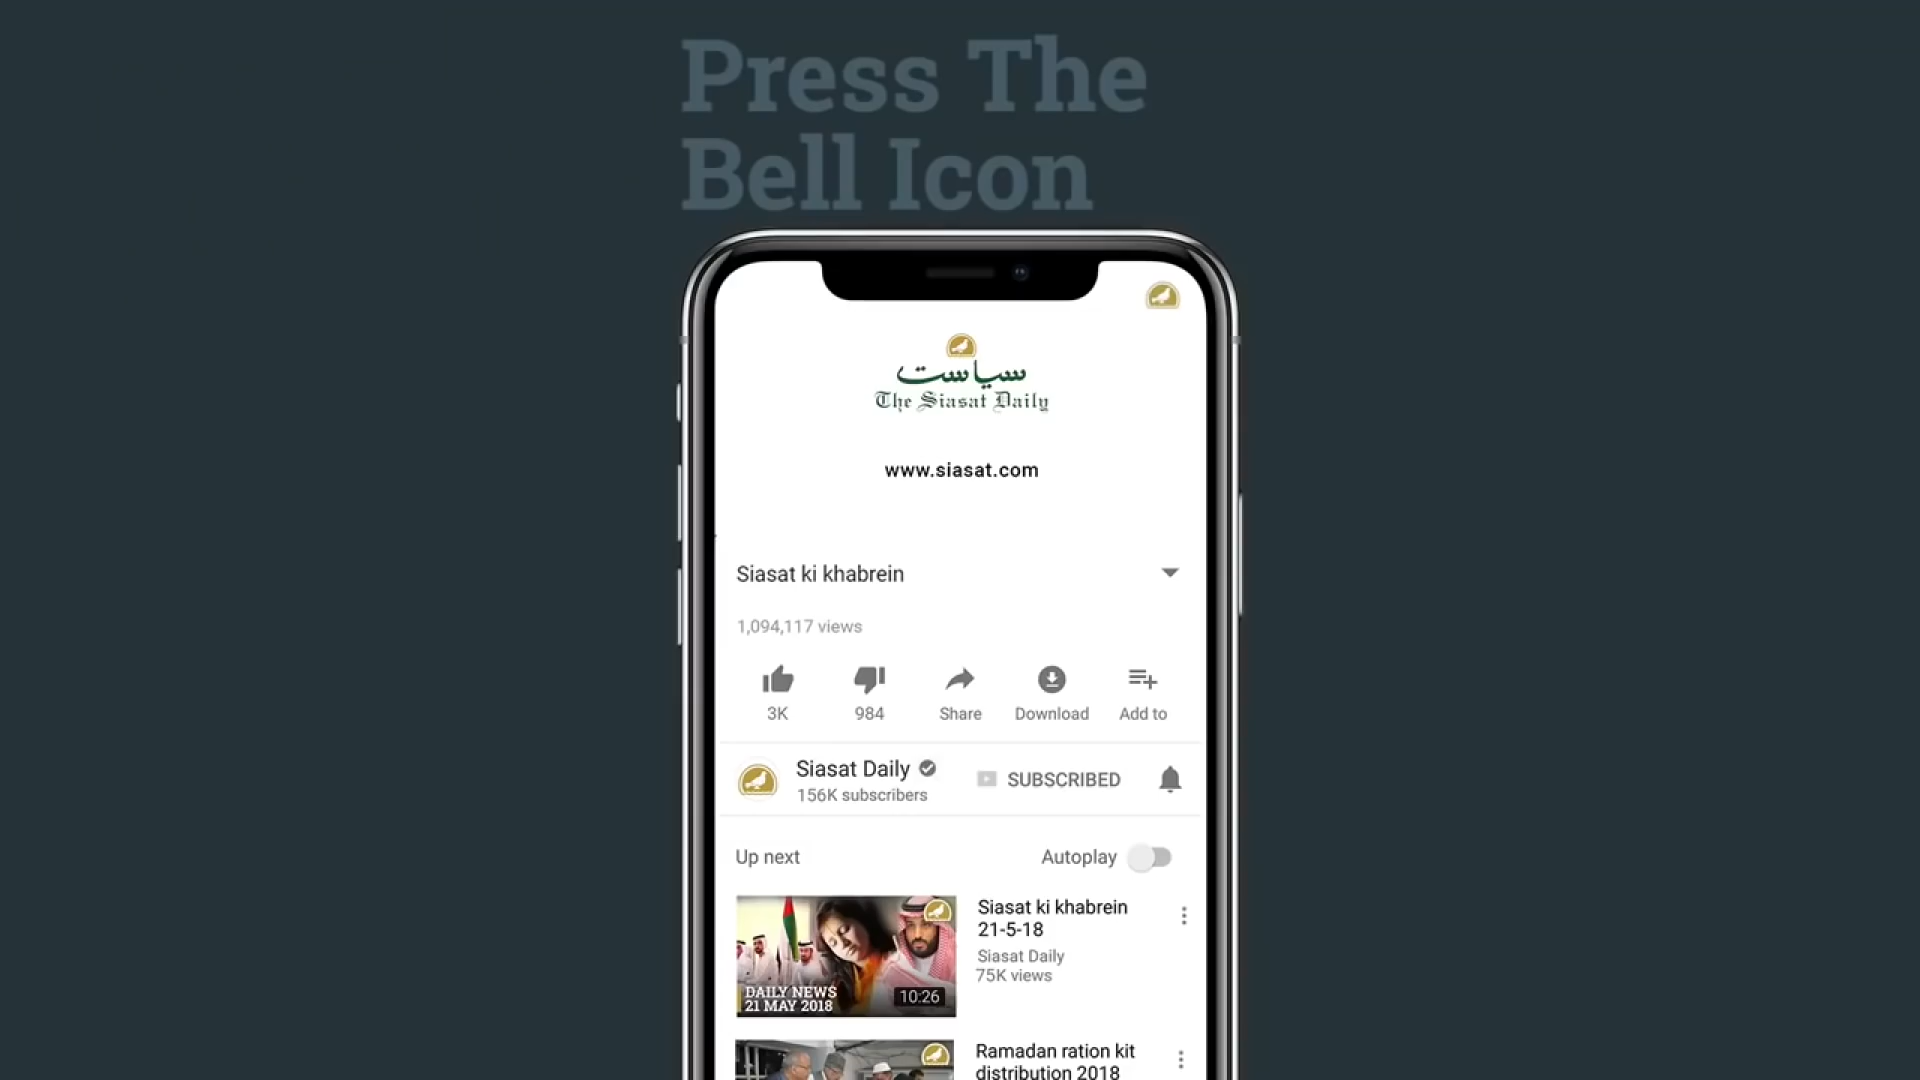 Press The
Bell Icon
سیاست
The Siasat Daily
www.siasat.com
Siasat ki khabrein
1,094,117 views
3K
984
Share
Download
Add to
Siasat Daily
156K subscribers
SUBSCRIBED
Up next
Autoplay
Siasat ki khabrein
21-5-18
Siasat Daily
75K views
DAILY NEWS
21 MAY 2018
10:26
Ramadan ration kit
distribution 2018